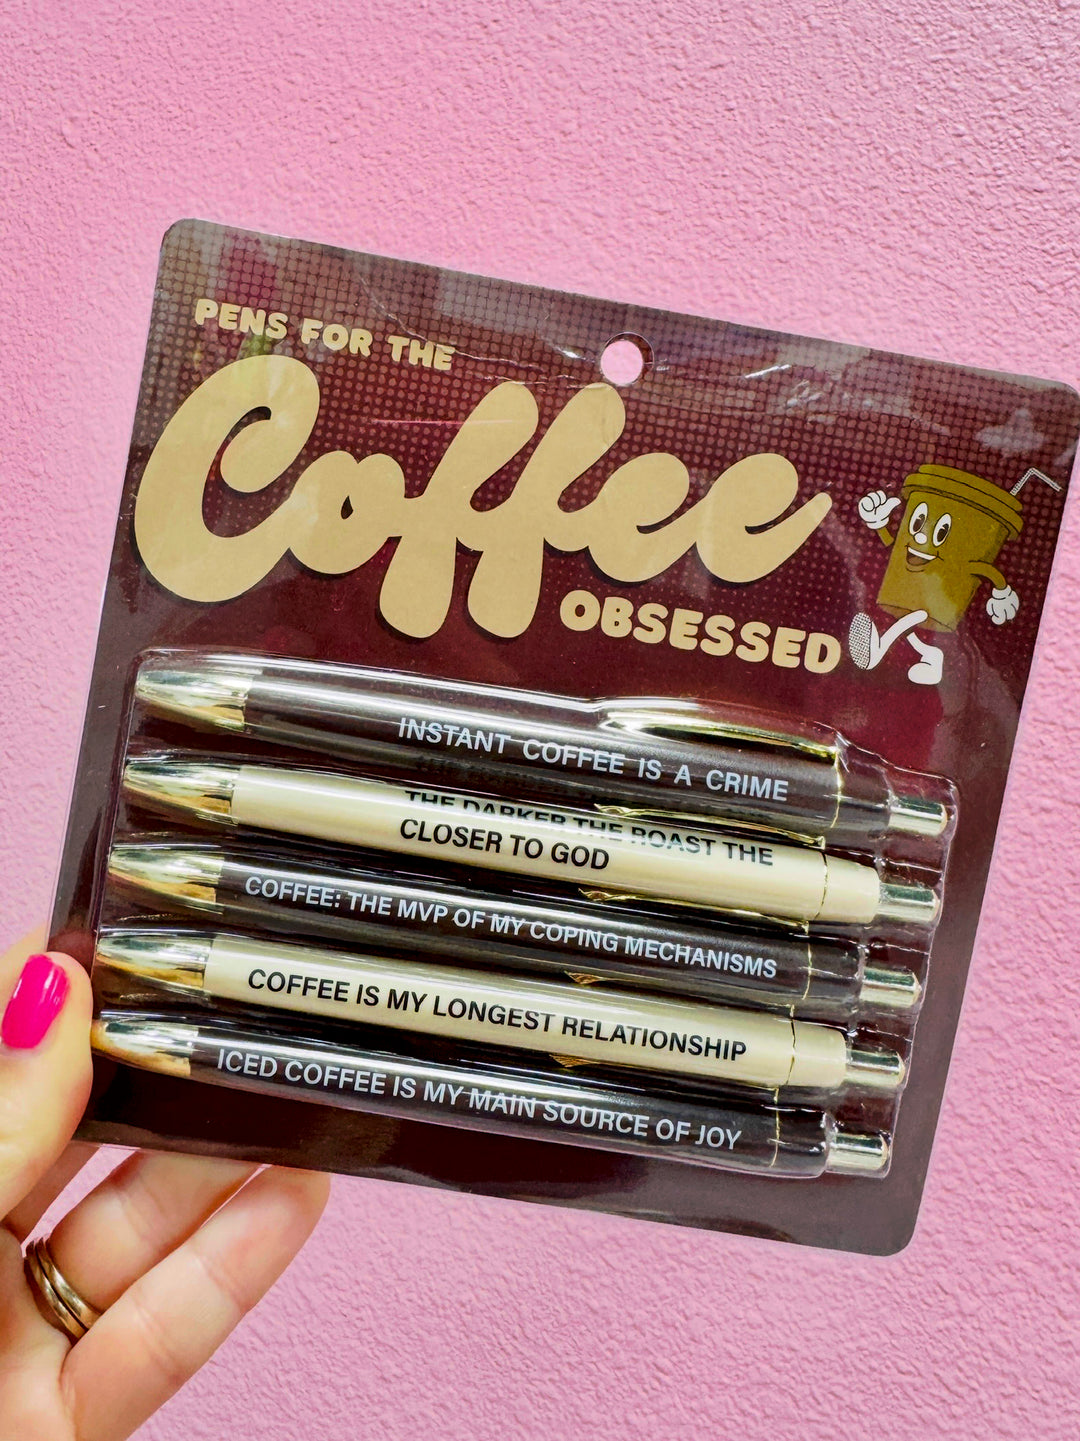 PENS FOR THE
Coffee
OBSESSED
INSTANT COFFEE IS A CRIME
THE DARKER THE ROAST THE
CLOSER TO GOD
COFFEE: THE MVP OF MY COPING MECHANISMS
COFFEE IS MY LONGEST RELATIONSHIP
ICED COFFEE IS MY MAIN SOURCE OF JOY